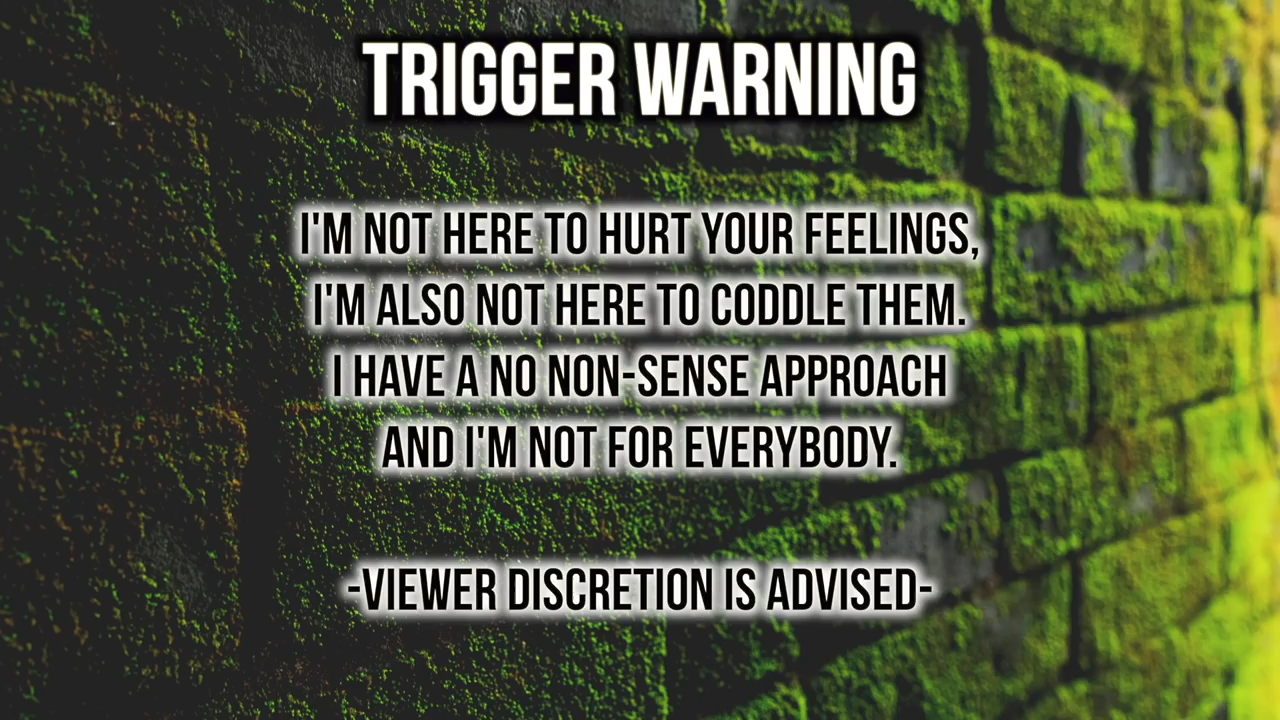 TRIGGER WARNING
I'M NOT HERE TO HURT YOUR FEELINGS,
I'M ALSO NOT HERE TO CODDLE THEM.
I HAVE A NO NON-SENSE APPROACH
AND I'M NOT FOR EVERYBODY.
-VIEWER DISCRETION IS ADVISED-